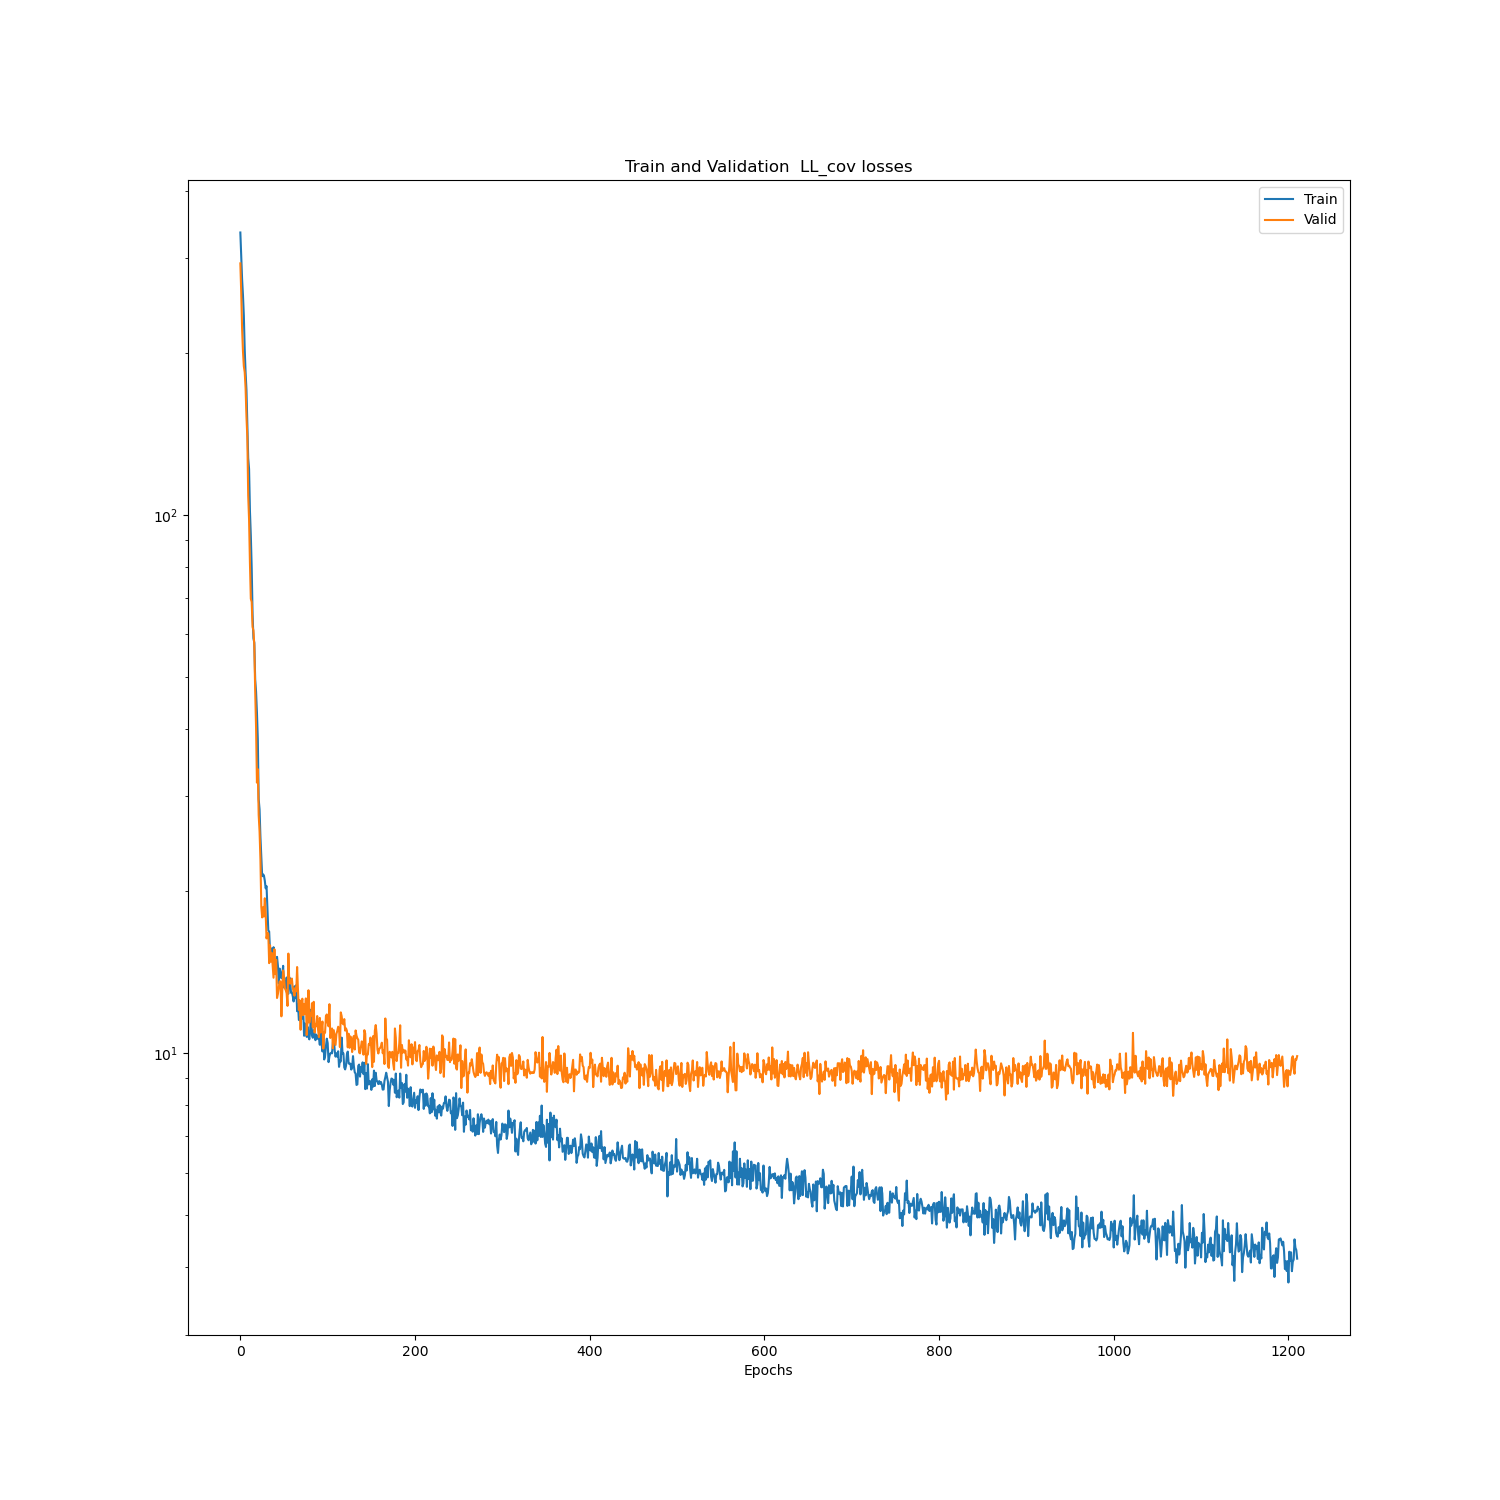 Train and Validation  LL_cov losses
Train
Valid
10²
10¹
0 200 400 600 800 1000 1200
Epochs